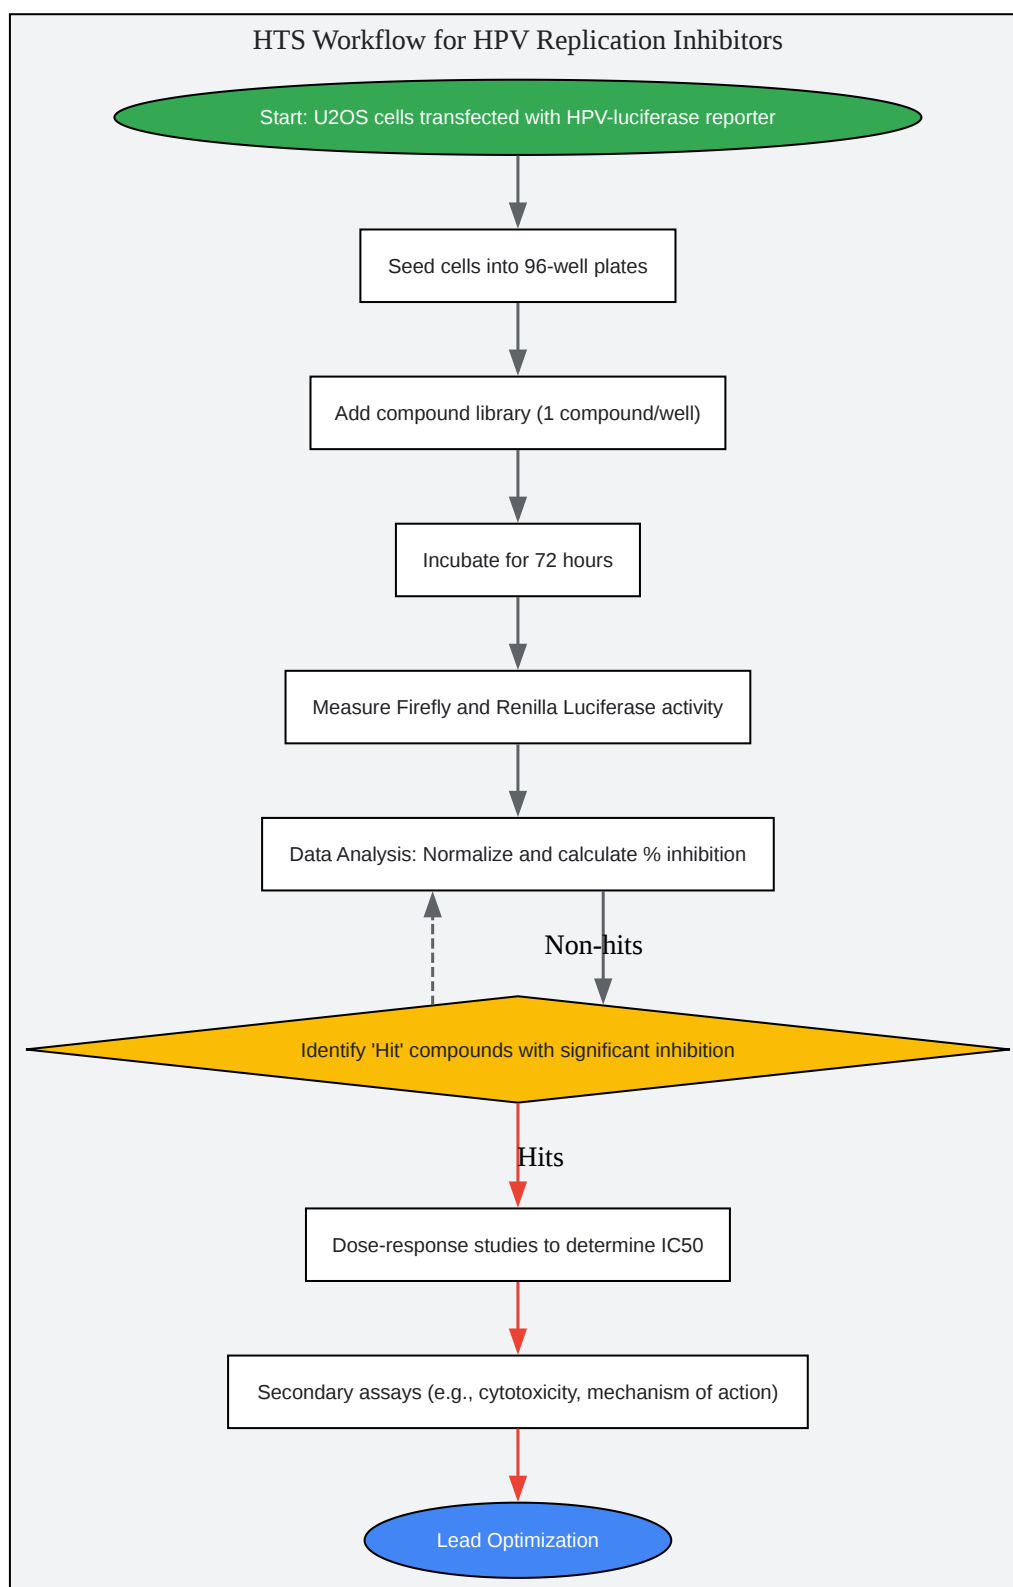 HTS Workflow for HPV Replication Inhibitors
Start: U2OS cells transfected with HPV-luciferase reporter
Seed cells into 96-well plates
Add compound library (1 compound/well)
Incubate for 72 hours
Measure Firefly and Renilla Luciferase activity
Data Analysis: Normalize and calculate % inhibition
Non-hits
Identify 'Hit' compounds with significant inhibition
Hits
Dose-response studies to determine IC50
Secondary assays (e.g., cytotoxicity, mechanism of action)
Lead Optimization